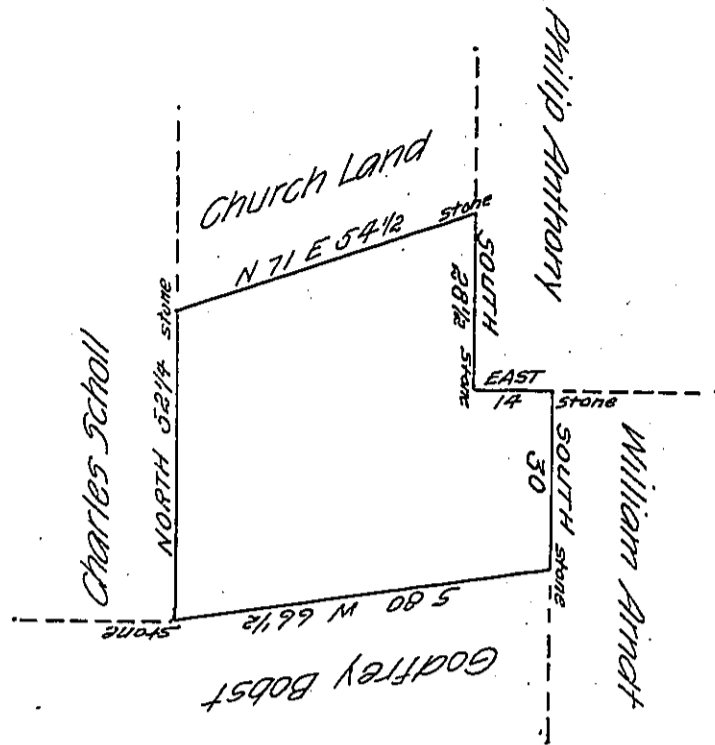 Philip Anthony
Church Land
N 71 E 54 1/2
stone
SOUTH
28 1/2
stone
EAST
14
stone
SOUTH
30
stone
William Arndt
S 80 W 66 1/2
Godfrey Bobst
stone
NORTH 52 1/4
stone
Charles Scholl